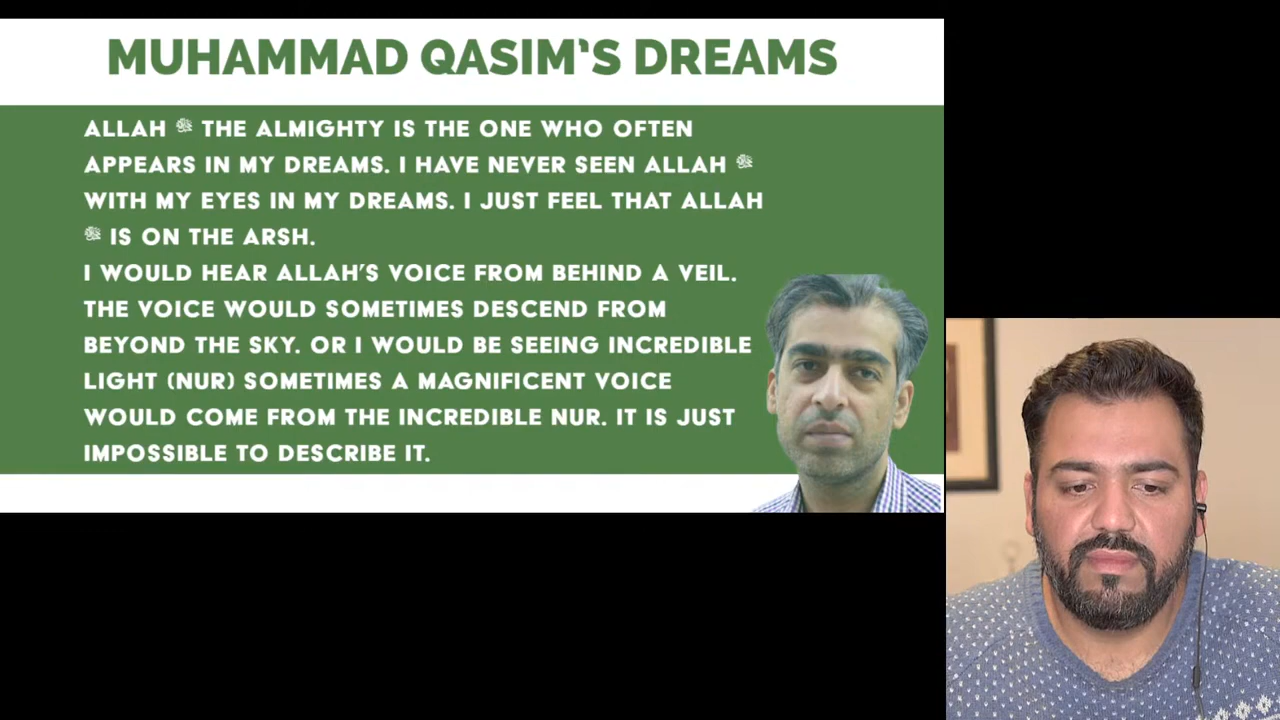 MUHAMMAD QASIM'S DREAMS
ALLAH ﷻ THE ALMIGHTY IS THE ONE WHO OFTEN
APPEARS IN MY DREAMS. I HAVE NEVER SEEN ALLAH ﷻ
WITH MY EYES IN MY DREAMS. I JUST FEEL THAT ALLAH
ﷻ IS ON THE ARSH.
I WOULD HEAR ALLAH'S VOICE FROM BEHIND A VEIL.
THE VOICE WOULD SOMETIMES DESCEND FROM
BEYOND THE SKY. OR I WOULD BE SEEING INCREDIBLE
LIGHT (NUR) SOMETIMES A MAGNIFICENT VOICE
WOULD COME FROM THE INCREDIBLE NUR. IT IS JUST
IMPOSSIBLE TO DESCRIBE IT.